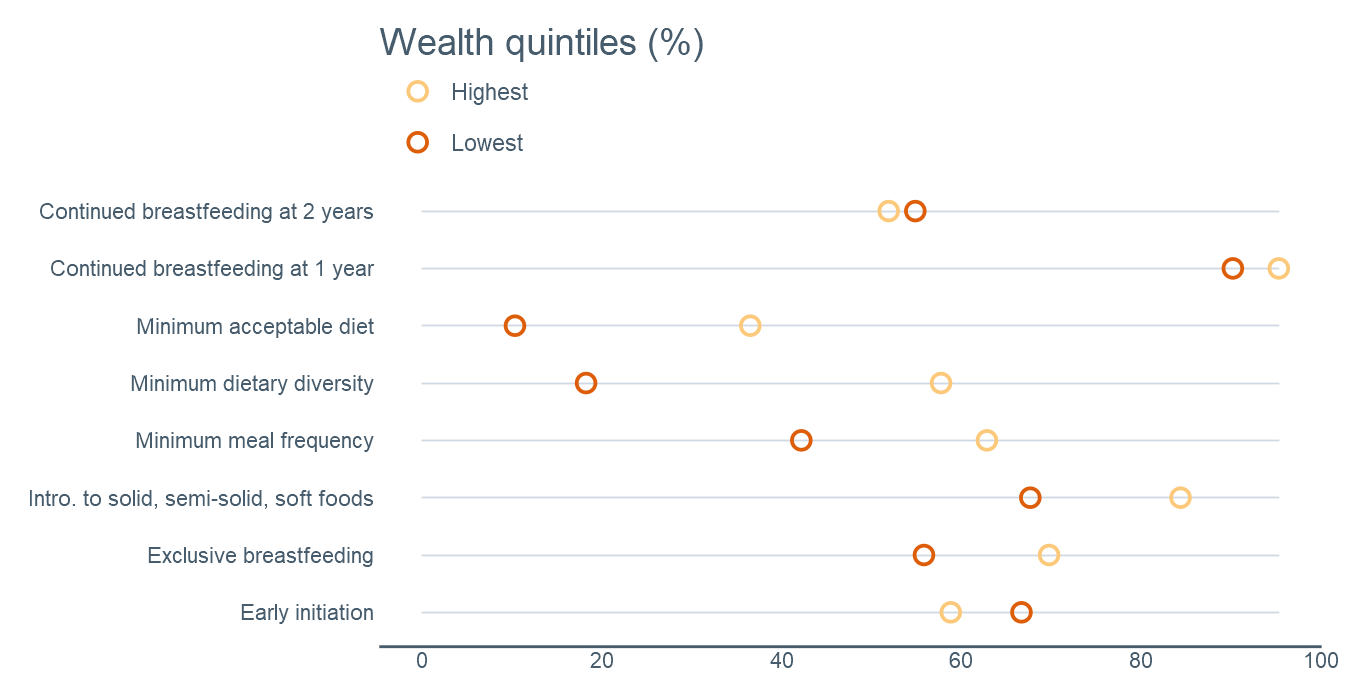 Wealth quintiles (%)
Highest
Lowest
Continued breastfeeding at 2 years
Continued breastfeeding at 1 year
Minimum acceptable diet
Minimum dietary diversity
Minimum meal frequency
Intro. to solid, semi-solid, soft foods
Exclusive breastfeeding
Early initiation
0 20 40 60 80 100